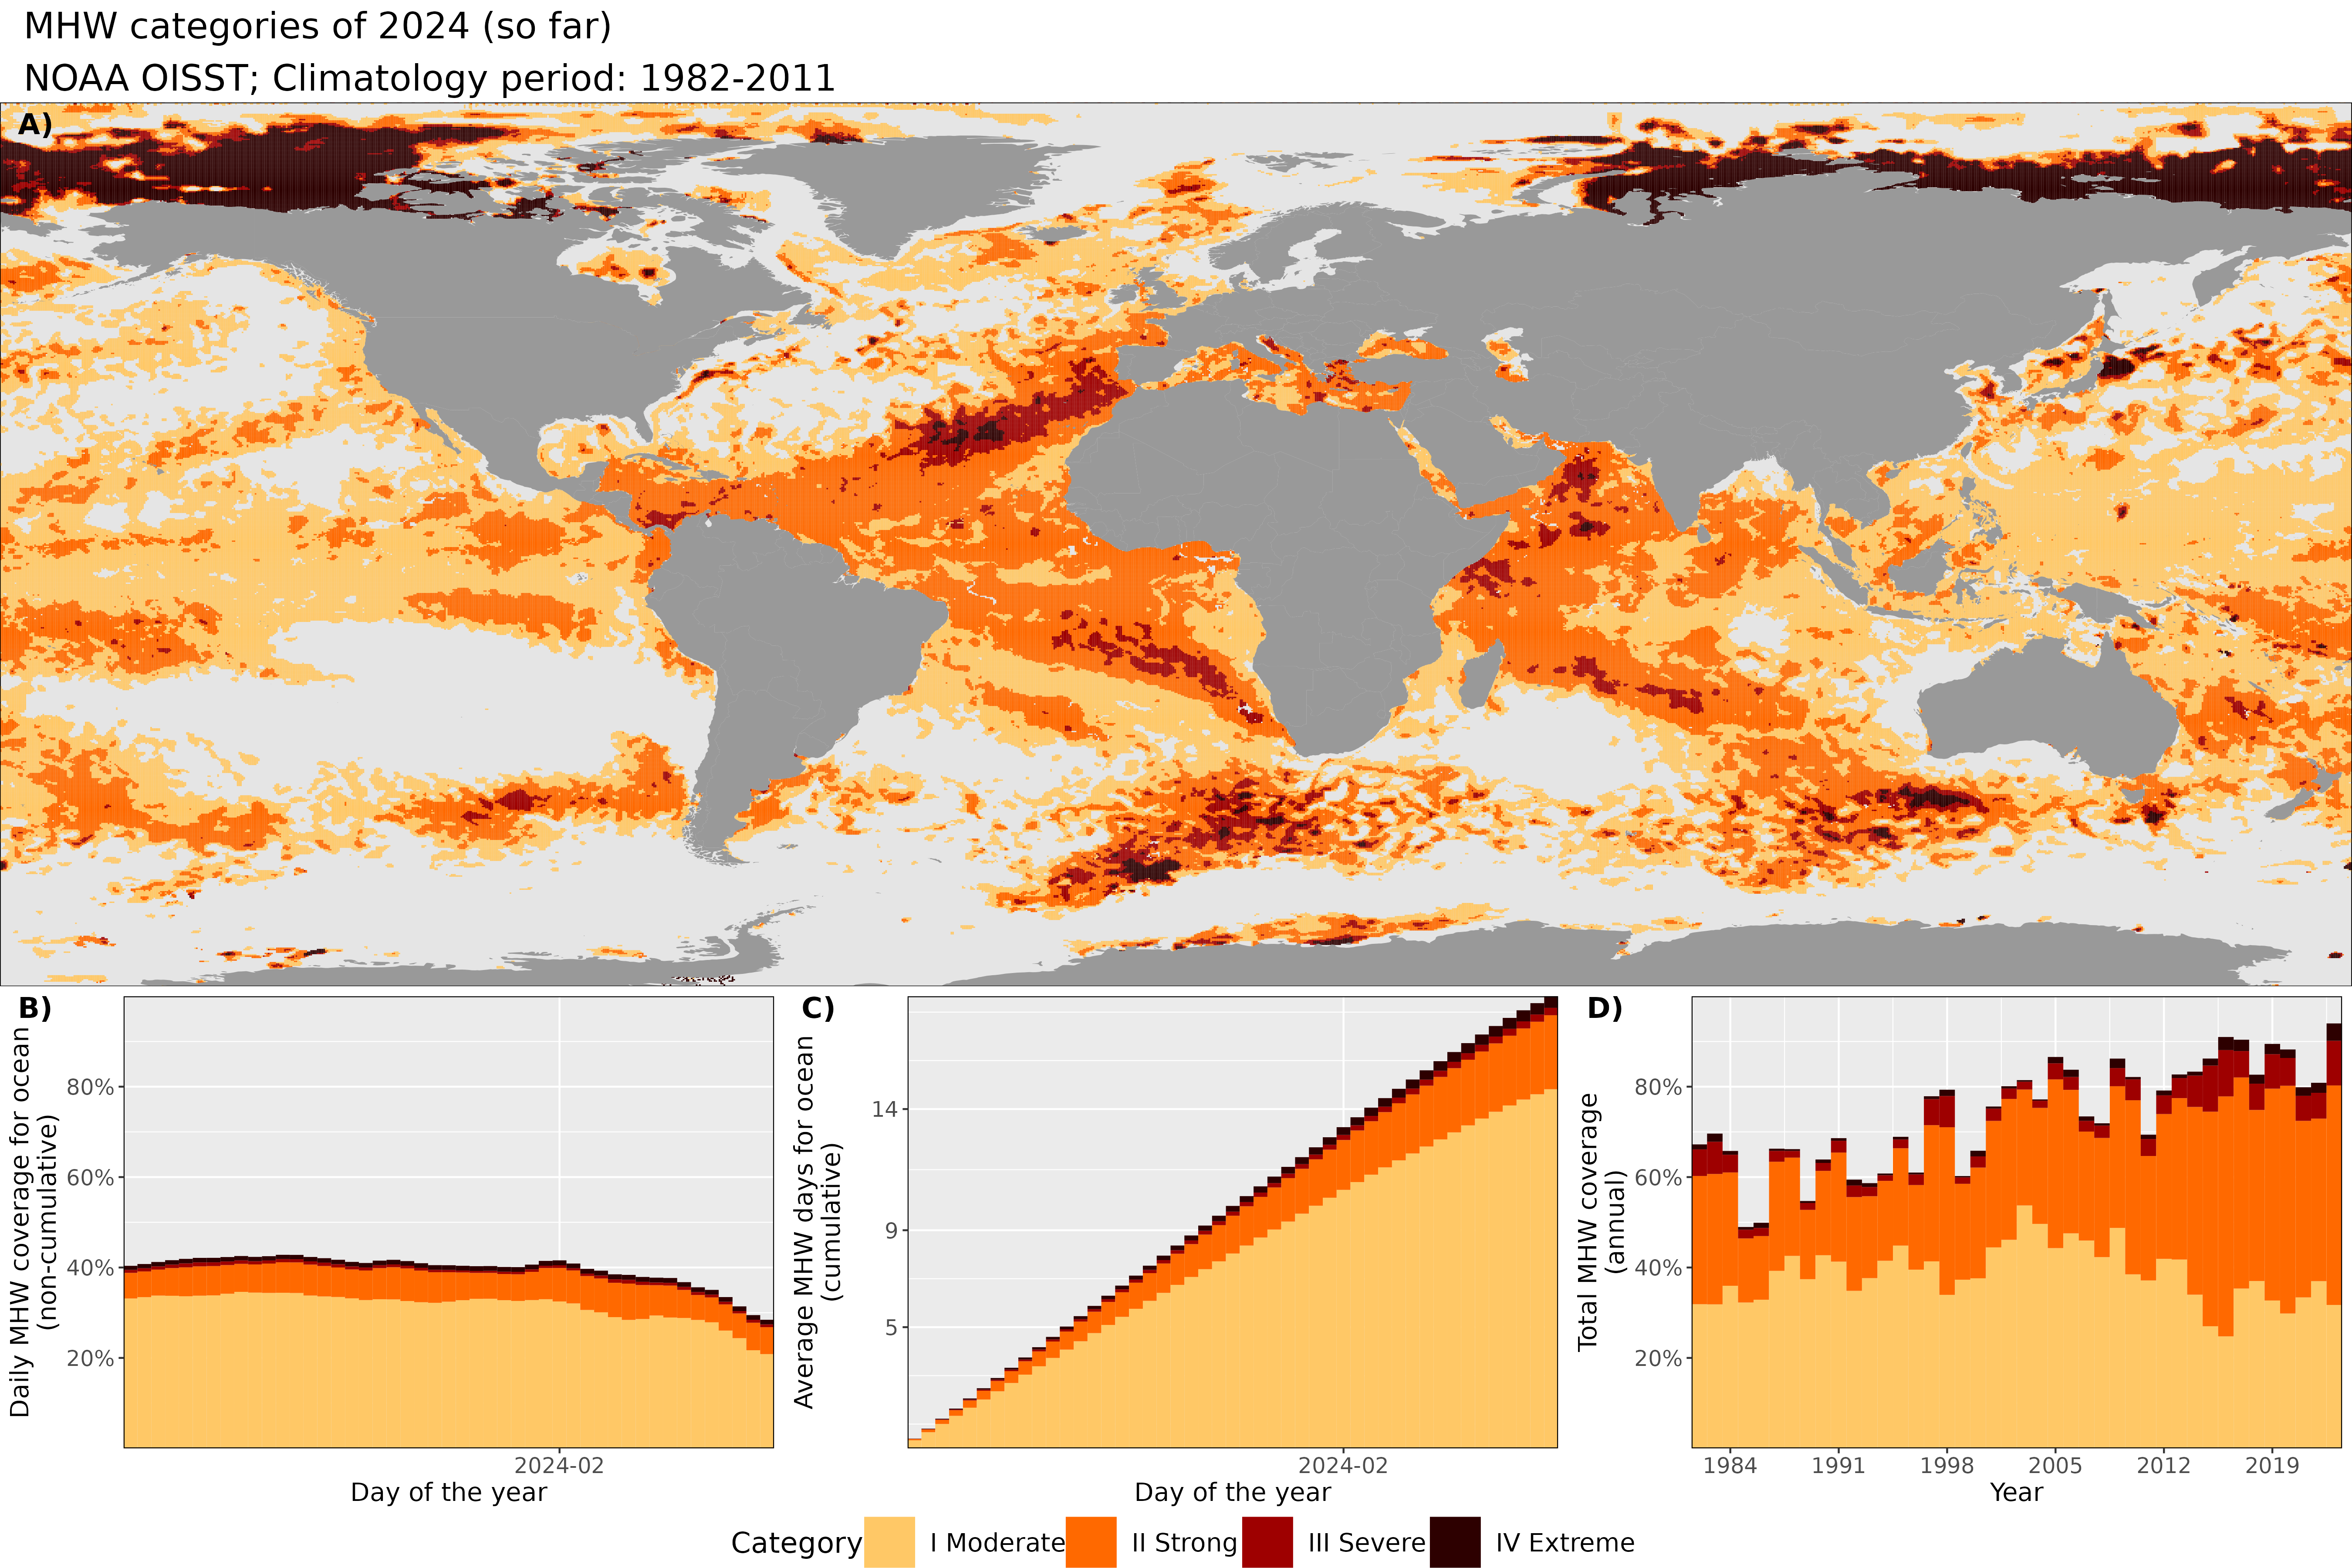 MHW categories of 2024 (so far)
NOAA OISST; Climatology period: 1982-2011
A)
B)
Daily MHW coverage for ocean
(non-cumulative)
80%
60%
40%
20%
2024-02
Day of the year
C)
Average MHW days for ocean
(cumulative)
14
9
5
2024-02
Day of the year
D)
Total MHW coverage
(annual)
80%
60%
40%
20%
1984 1991 1998 2005 2012 2019
Year
Category I Moderate II Strong III Severe IV Extreme